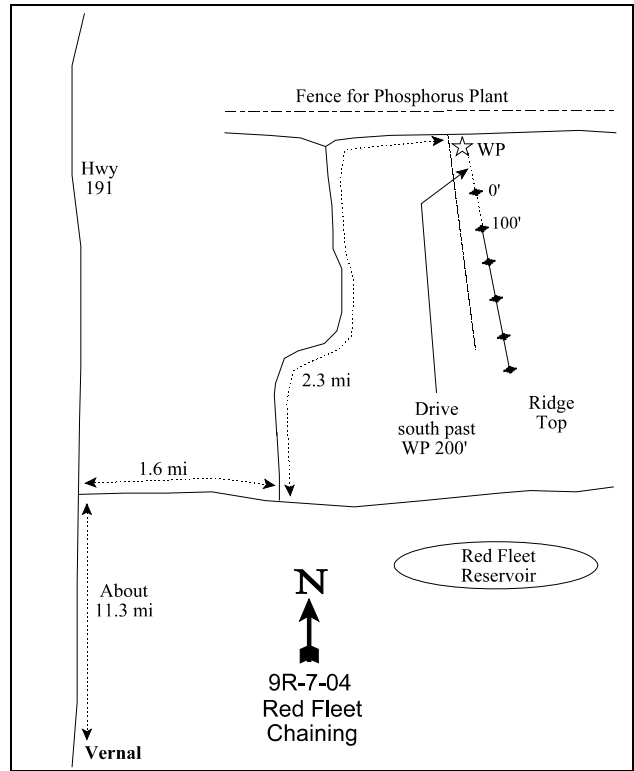 Fence for Phosphorus Plant
WP
Hwy
191
0'
100'
2.3 mi
Drive
south past
WP 200'
Ridge
Top
1.6 mi
Red Fleet
Reservoir
About
11.3 mi
N
9R-7-04
Red Fleet
Chaining
Vernal